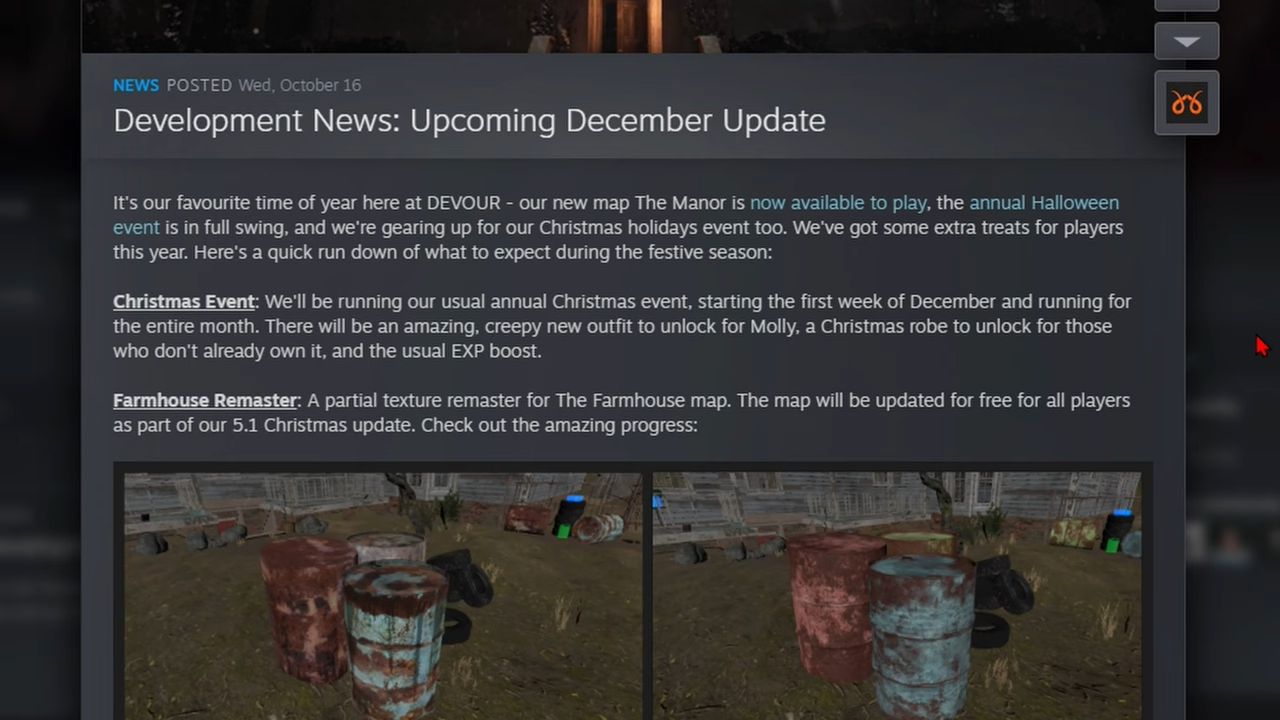 NEWS POSTED Wed, October 16
Development News: Upcoming December Update
It's our favourite time of year here at DEVOUR - our new map The Manor is now available to play, the annual Halloween
event is in full swing, and we're gearing up for our Christmas holidays event too. We've got some extra treats for players
this year. Here's a quick run down of what to expect during the festive season:
Christmas Event: We'll be running our usual annual Christmas event, starting the first week of December and running for
the entire month. There will be an amazing, creepy new outfit to unlock for Molly, a Christmas robe to unlock for those
who don't already own it, and the usual EXP boost.
Farmhouse Remaster: A partial texture remaster for The Farmhouse map. The map will be updated for free for all players
as part of our 5.1 Christmas update. Check out the amazing progress: